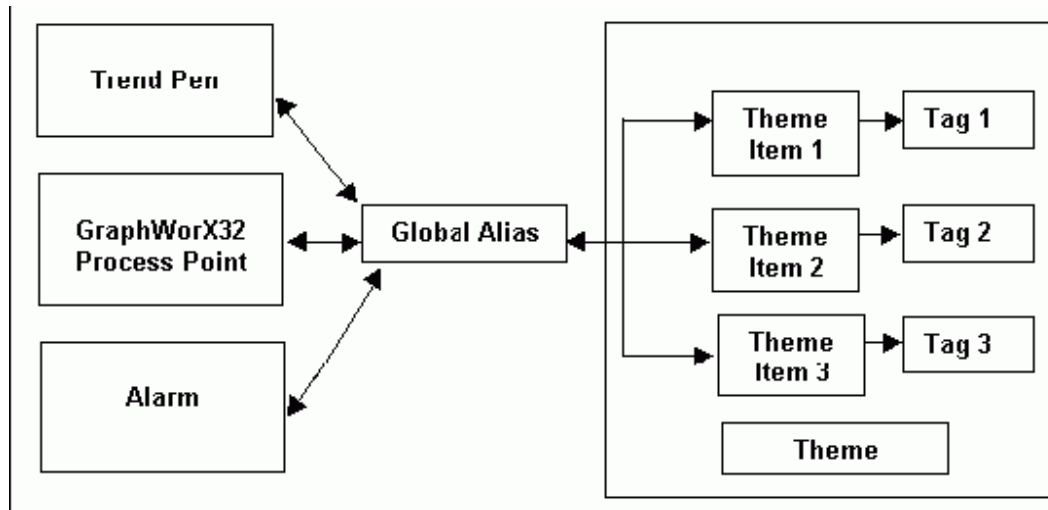 Trend Pen
GraphWorX32
Process Point
Alarm
Global Alias
Theme
Item 1
Tag 1
Theme
Item 2
Tag 2
Theme
Item 3
Tag 3
Theme